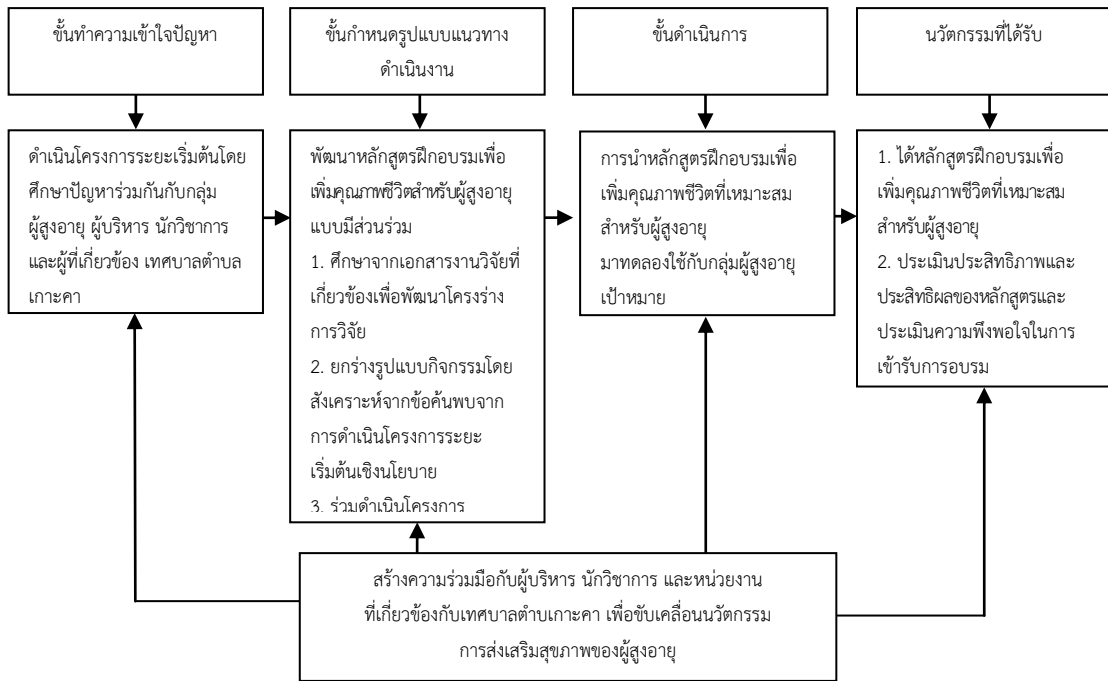 ขั้นทำความเข้าใจปัญหา
ขั้นกำหนดรูปแบบแนวทาง
ดำเนินงาน
ขั้นดำเนินการ
นวัตกรรมที่ได้รับ
ดำเนินโครงการระยะเริ่มต้นโดย
ศึกษาปัญหาร่วมกันกับกลุ่ม
ผู้สูงอายุ ผู้บริหาร นักวิชาการ
และผู้ที่เกี่ยวข้อง เทศบาลตำบล
เกาะคา
พัฒนาหลักสูตรฝึกอบรมเพื่อ
เพิ่มคุณภาพชีวิตสำหรับผู้สูงอายุ
แบบมีส่วนร่วม
1. ศึกษาจากเอกสารงานวิจัยที่
เกี่ยวข้องเพื่อพัฒนาโครงร่าง
การวิจัย
2. ยกร่างรูปแบบกิจกรรมโดย
สังเคราะห์จากข้อค้นพบจาก
การดำเนินโครงการระยะ
เริ่มต้นเชิงนโยบาย
3. ร่วมดำเนินโครงการ
การนำหลักสูตรฝึกอบรมเพื่อ
เพิ่มคุณภาพชีวิตที่เหมาะสม
สำหรับผู้สูงอายุ
มาทดลองใช้กับกลุ่มผู้สูงอายุ
เป้าหมาย
1. ได้หลักสูตรฝึกอบรมเพื่อ
เพิ่มคุณภาพชีวิตที่เหมาะสม
สำหรับผู้สูงอายุ
2. ประเมินประสิทธิภาพและ
ประสิทธิผลของหลักสูตรและ
ประเมินความพึงพอใจในการ
เข้ารับการอบรม
สร้างความร่วมมือกับผู้บริหาร นักวิชาการ และหน่วยงาน
ที่เกี่ยวข้องกับเทศบาลตำบเกาะคา เพื่อขับเคลื่อนนวัตกรรม
การส่งเสริมสุขภาพของผู้สูงอายุ